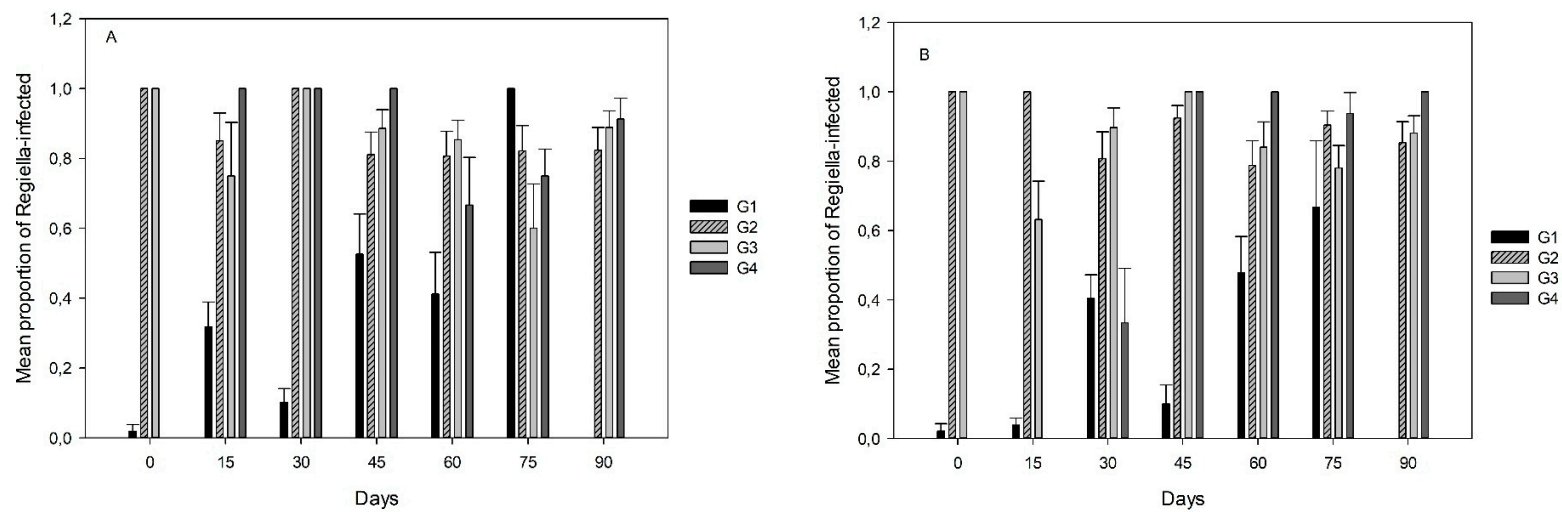 A
Mean proportion of Regiella-infected
1,2
1,0
0,8
0,6
0,4
0,2
0,0
0 15 30 45 60 75 90
Days
G1
G2
G3
G4
B
Mean proportion of Regiella-infected
1,2
1,0
0,8
0,6
0,4
0,2
0,0
0 15 30 45 60 75 90
Days
G1
G2
G3
G4